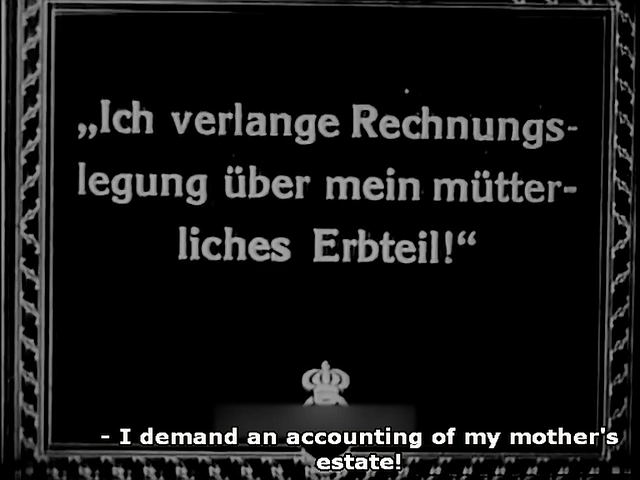 „Ich verlange Rechnungs-
legung über mein mütter-
liches Erbteil!“
- I demand an accounting of my mother's
estate!